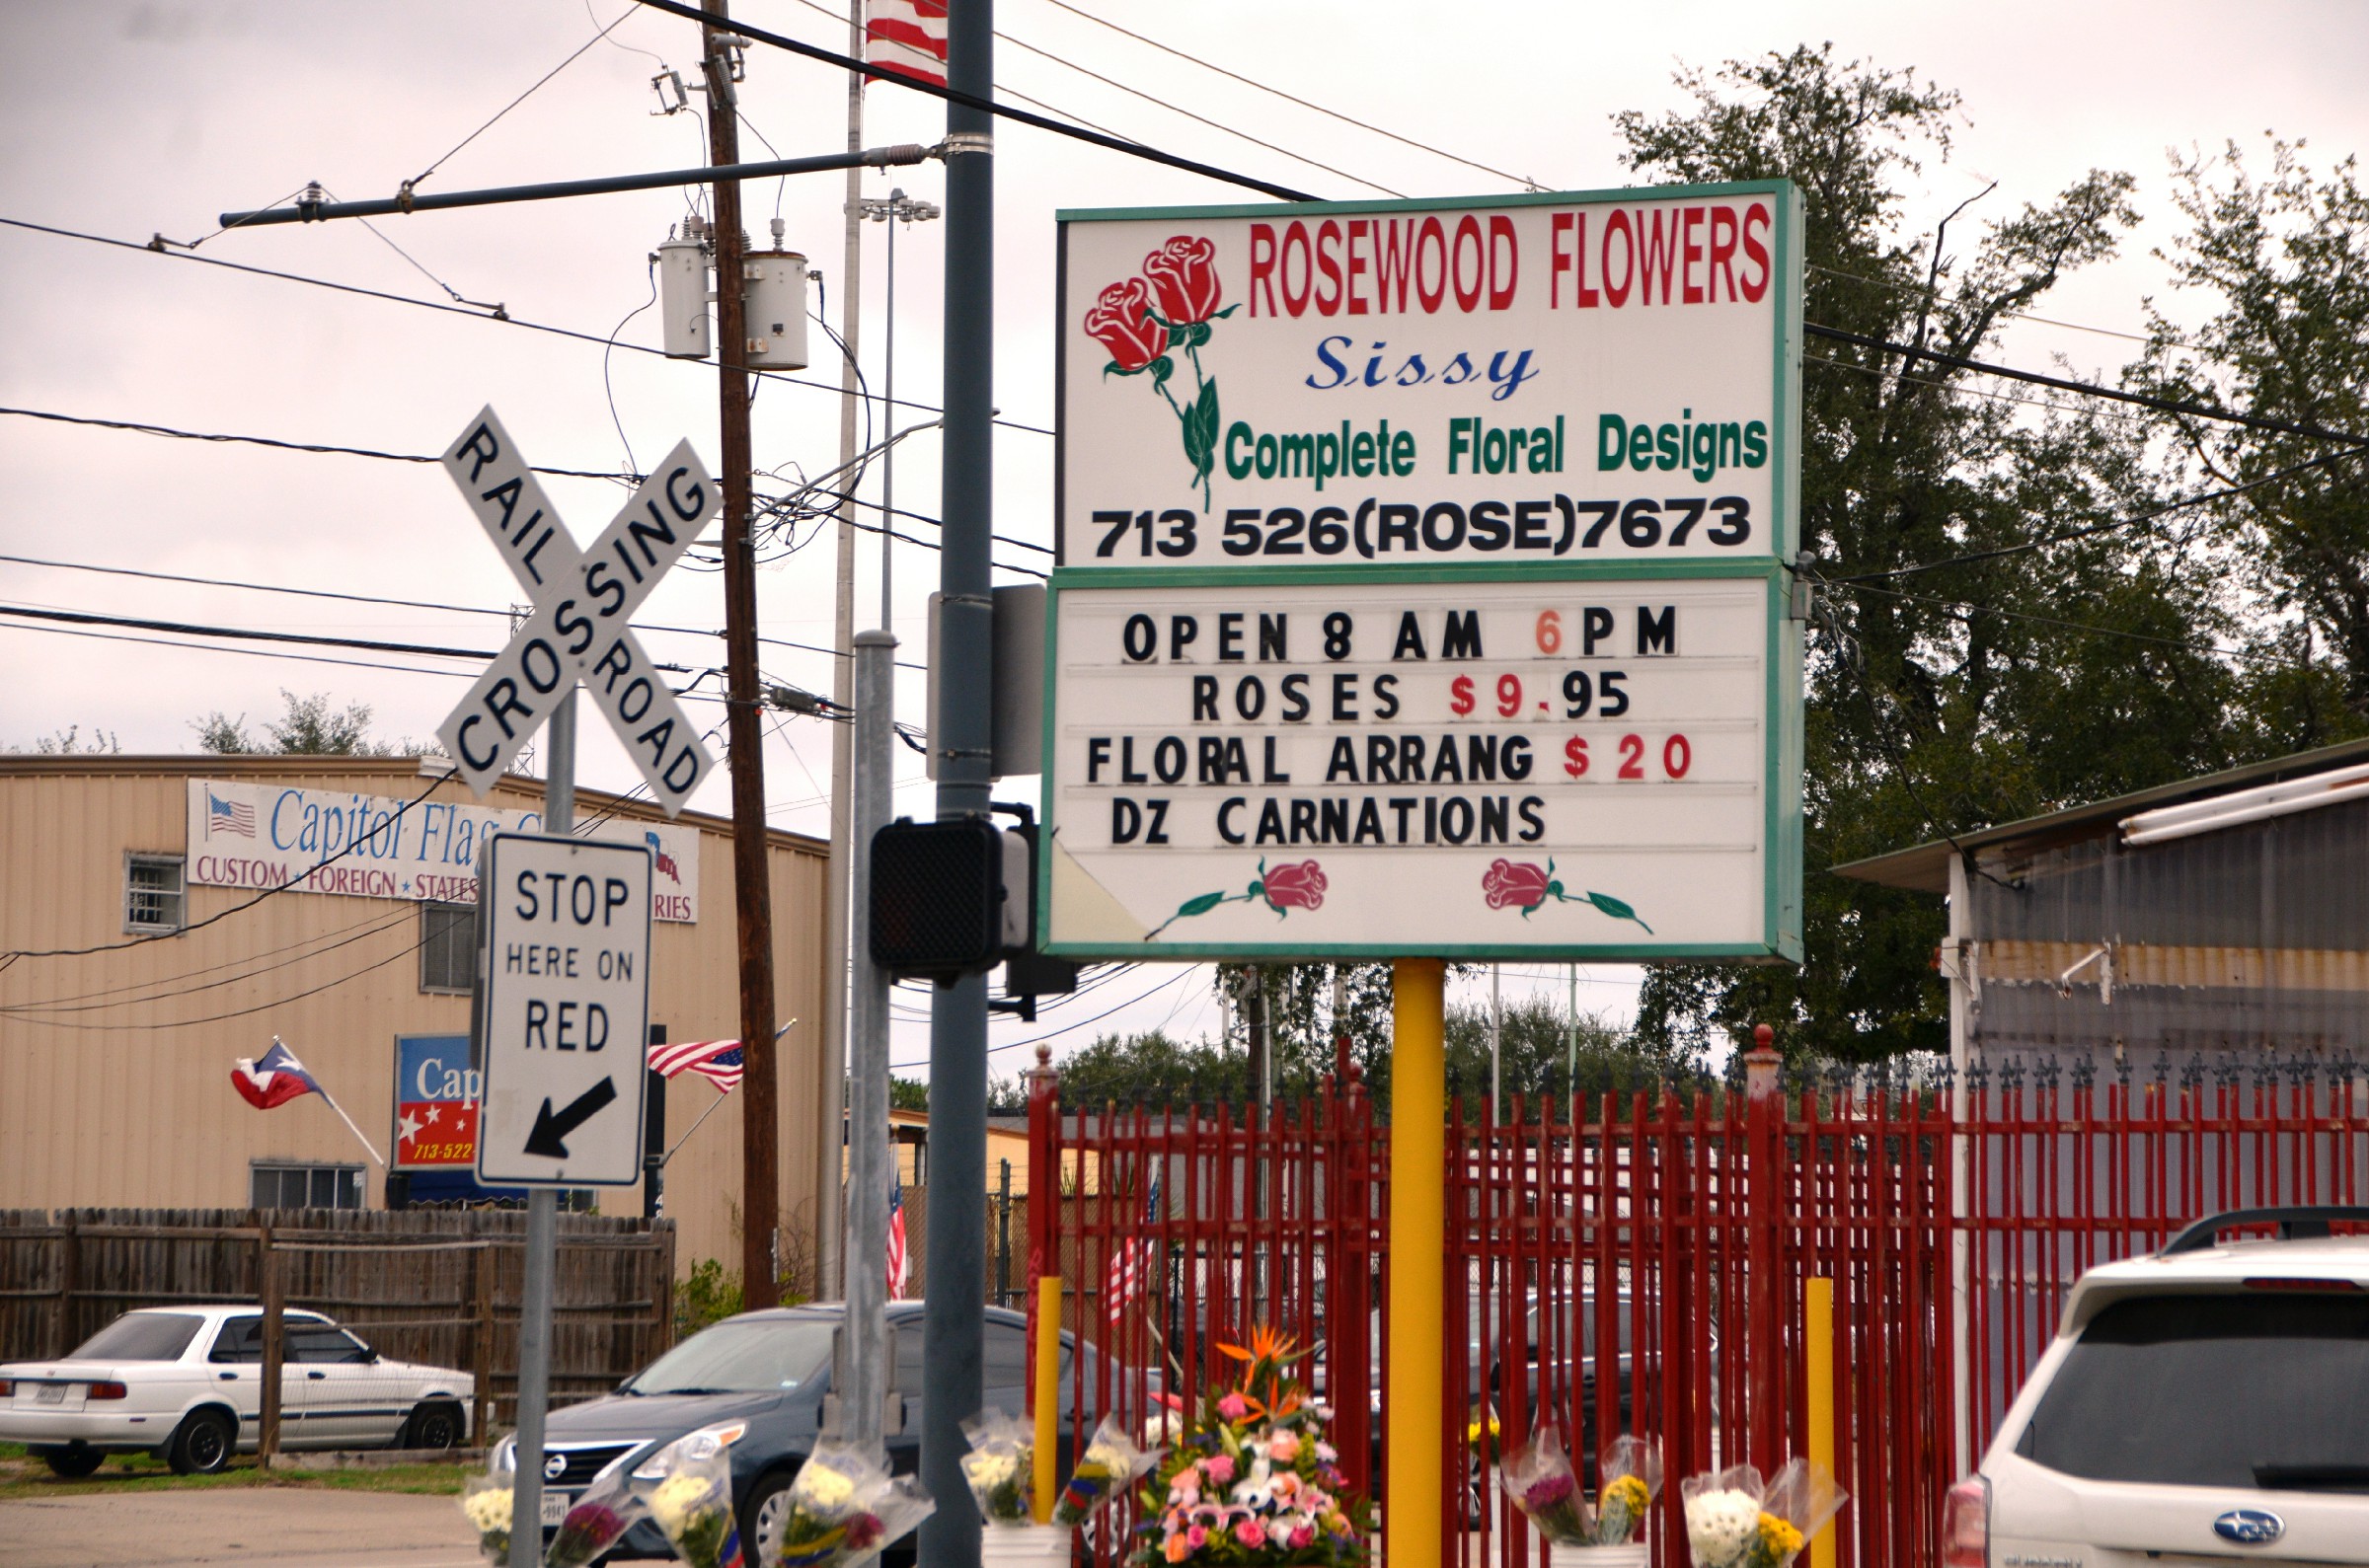 ROSEWOOD FLOWERS
Sissy
Complete Floral Designs
713 526(ROSE)7673
OPEN 8 AM 6 PM
ROSES $9.95
FLORAL ARRANG $20
DZ CARNATIONS
RAIL ROAD
CROSSING
STOP
HERE ON
RED
Capitol Flag
CUSTOM ★ FOREIGN ★ STATES
RIES
Cap
713-522-